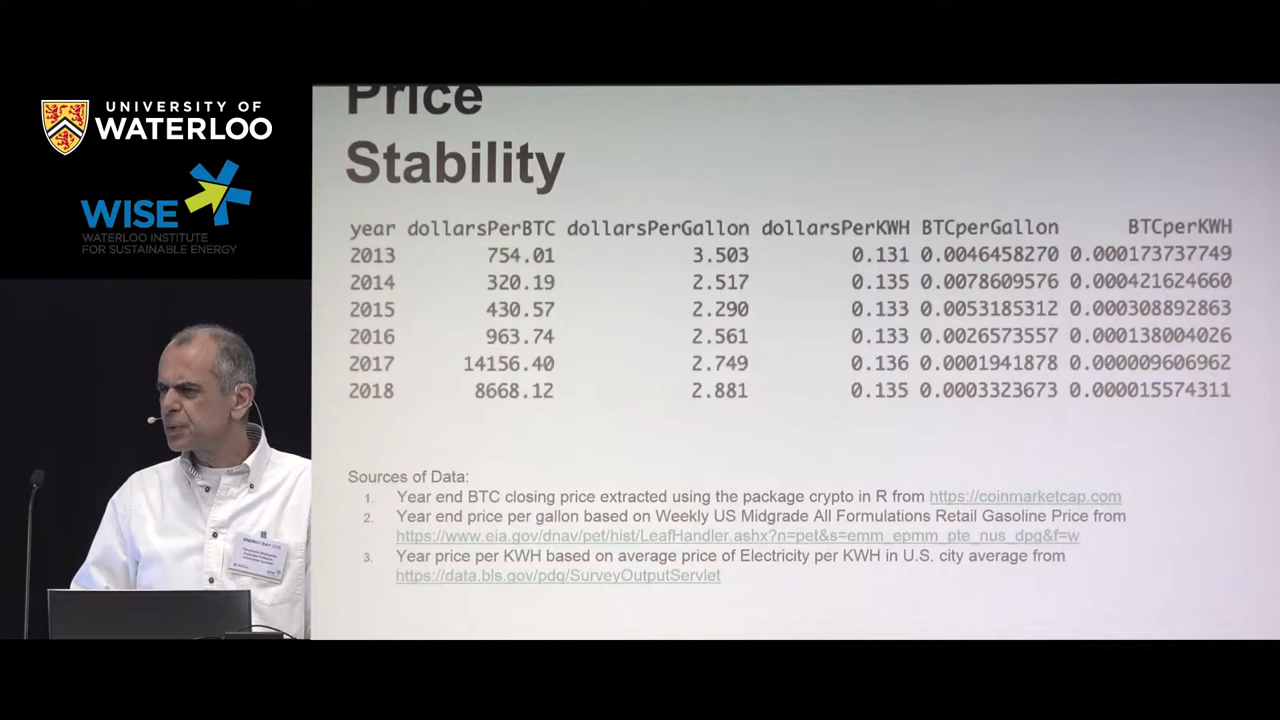 UNIVERSITY OF
WATERLOO
WISE
WATERLOO INSTITUTE
FOR SUSTAINABLE ENERGY
Price
Stability
year dollarsPerBTC dollarsPerGallon dollarsPerKWH BTCperGallon BTCperKWH
2013 754.01 3.503 0.131 0.0046458270 0.000173737749
2014 320.19 2.517 0.135 0.0078609576 0.000421624660
2015 430.57 2.290 0.133 0.0053185312 0.000308892863
2016 963.74 2.561 0.133 0.0026573557 0.000138004026
2017 14156.40 2.749 0.136 0.0001941878 0.000009606962
2018 8668.12 2.881 0.135 0.0003323673 0.000015574311
Sources of Data:
1. Year end BTC closing price extracted using the package crypto in R from https://coinmarketcap.com
2. Year end price per gallon based on Weekly US Midgrade All Formulations Retail Gasoline Price from
https://www.eia.gov/dnav/pet/hist/LeafHandler.ashx?n=pet&s=emm_epmm_pte_nus_dpg&f=w
3. Year price per KWH based on average price of Electricity per KWH in U.S. city average from
https://data.bls.gov/pdq/SurveyOutputServlet
ENERGY DAY